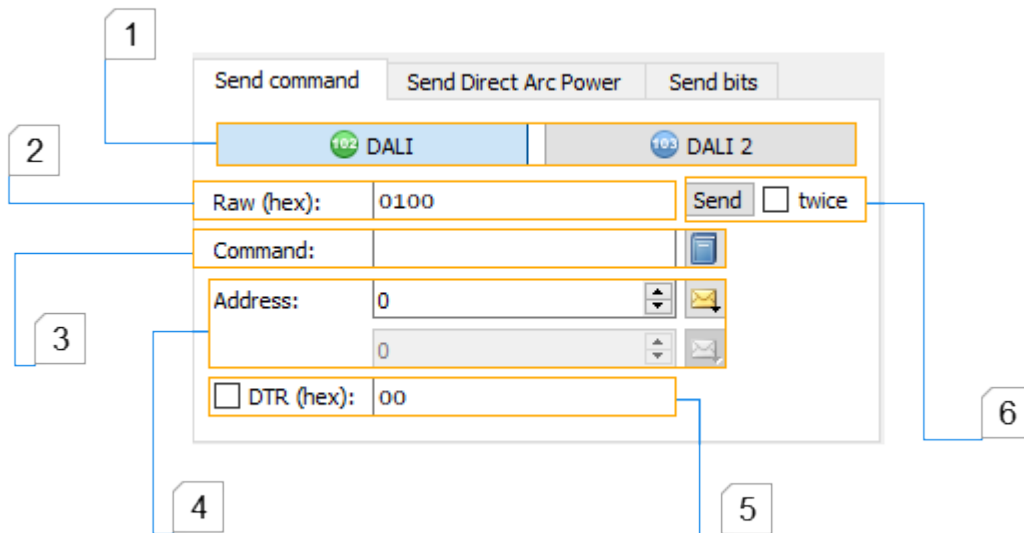 1
Send command Send Direct Arc Power Send bits
2
102 DALI 103 DALI 2
Raw (hex): 0100 Send twice
Command:
Address: 0
3
0
DTR (hex): 00
6
4
5